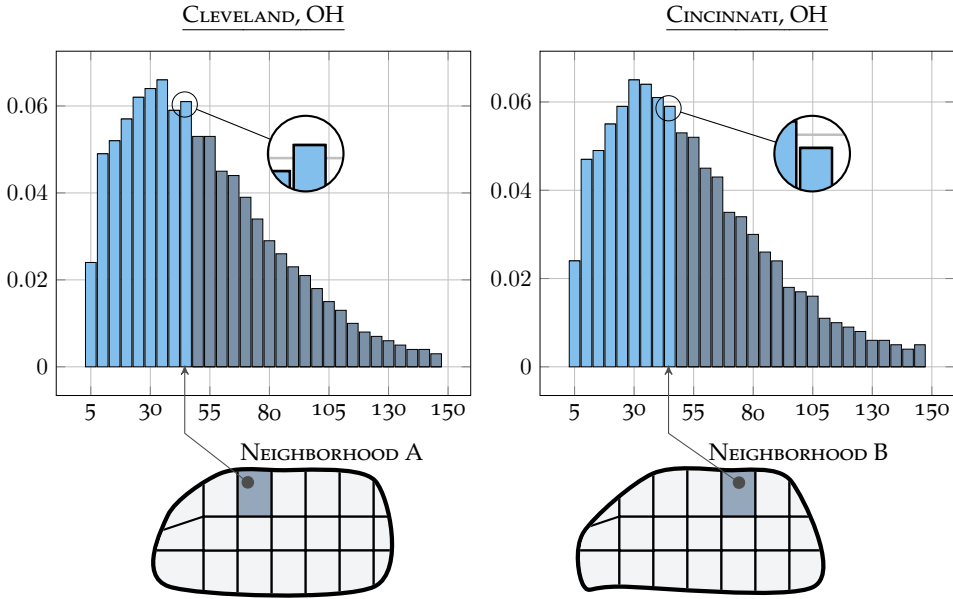 CLEVELAND, OH
0.06
0.04
0.02
0
5 30 55 80 105 130 150
NEIGHBORHOOD A
CINCINNATI, OH
0.06
0.04
0.02
0
5 30 55 80 105 130 150
NEIGHBORHOOD B